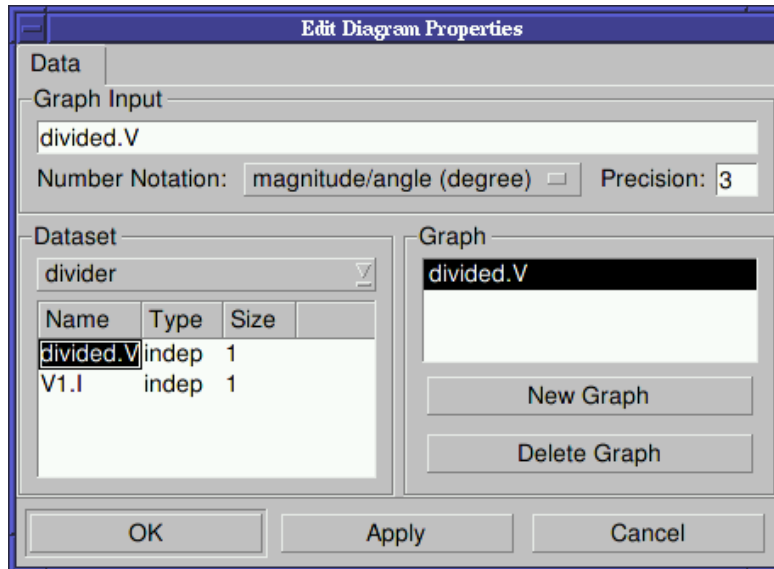 Edit Diagram Properties
Data
Graph Input
divided.V
Number Notation: magnitude/angle (degree) Precision: 3
Dataset
divider
Name Type Size
divided.V indep 1
V1.I indep 1
Graph
divided.V
New Graph
Delete Graph
OK Apply Cancel